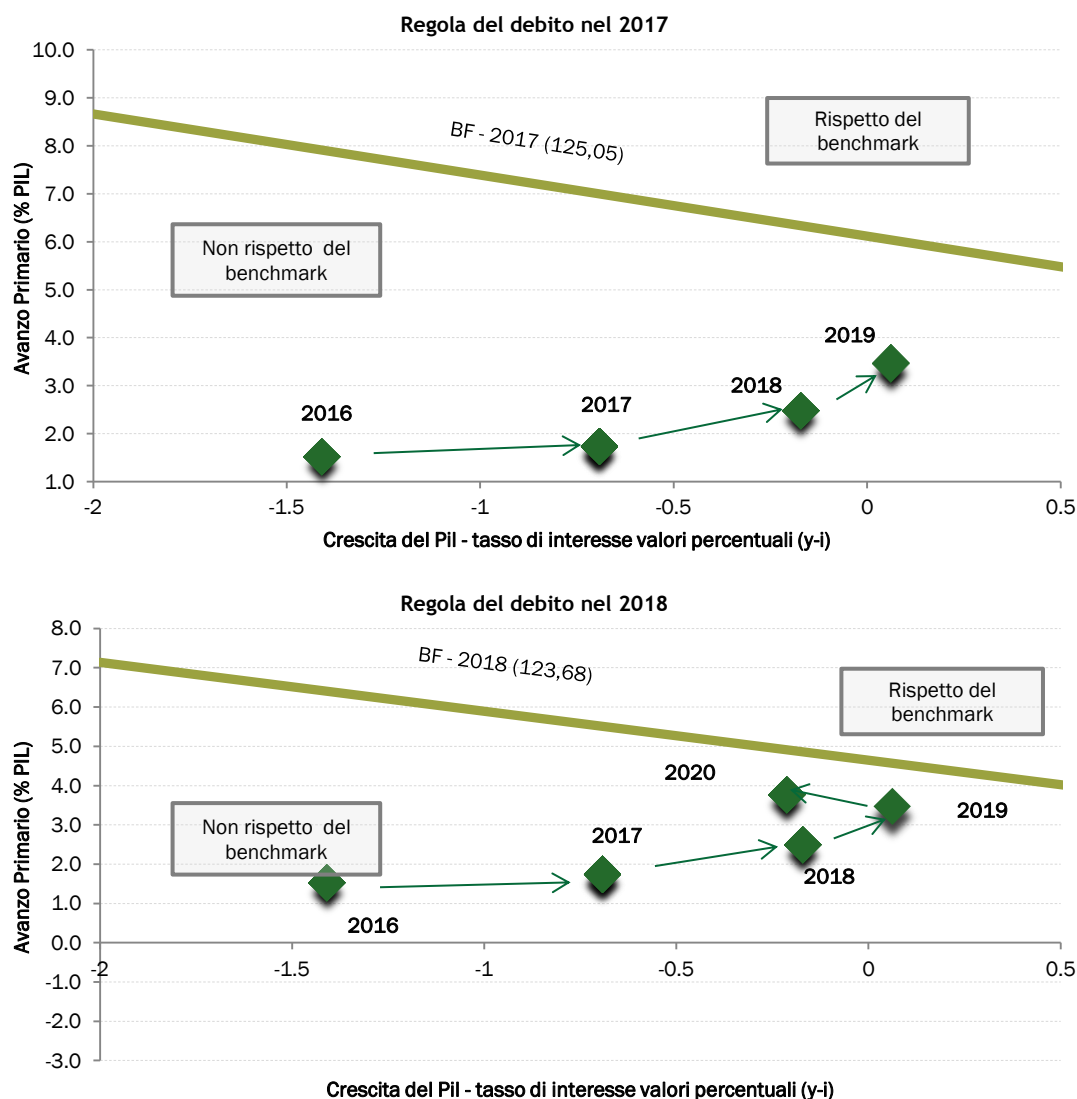 Regola del debito nel 2017
10.0
9.0
8.0
7.0
6.0
5.0
4.0
3.0
2.0
1.0
Avanzo Primario (% PIL)
BF - 2017 (125,05)
Rispetto del
benchmark
Non rispetto del
benchmark
2016
2017
2018
2019
-2
-1.5
-1
-0.5
0
0.5
Crescita del Pil - tasso di interesse valori percentuali (y-i)
Regola del debito nel 2018
8.0
7.0
6.0
5.0
4.0
3.0
2.0
1.0
0.0
-1.0
-2.0
-3.0
Avanzo Primario (% PIL)
BF - 2018 (123,68)
Rispetto del
benchmark
Non rispetto del
benchmark
2016
2017
2018
2019
2020
-2
-1.5
-1
-0.5
0
0.5
Crescita del Pil - tasso di interesse valori percentuali (y-i)